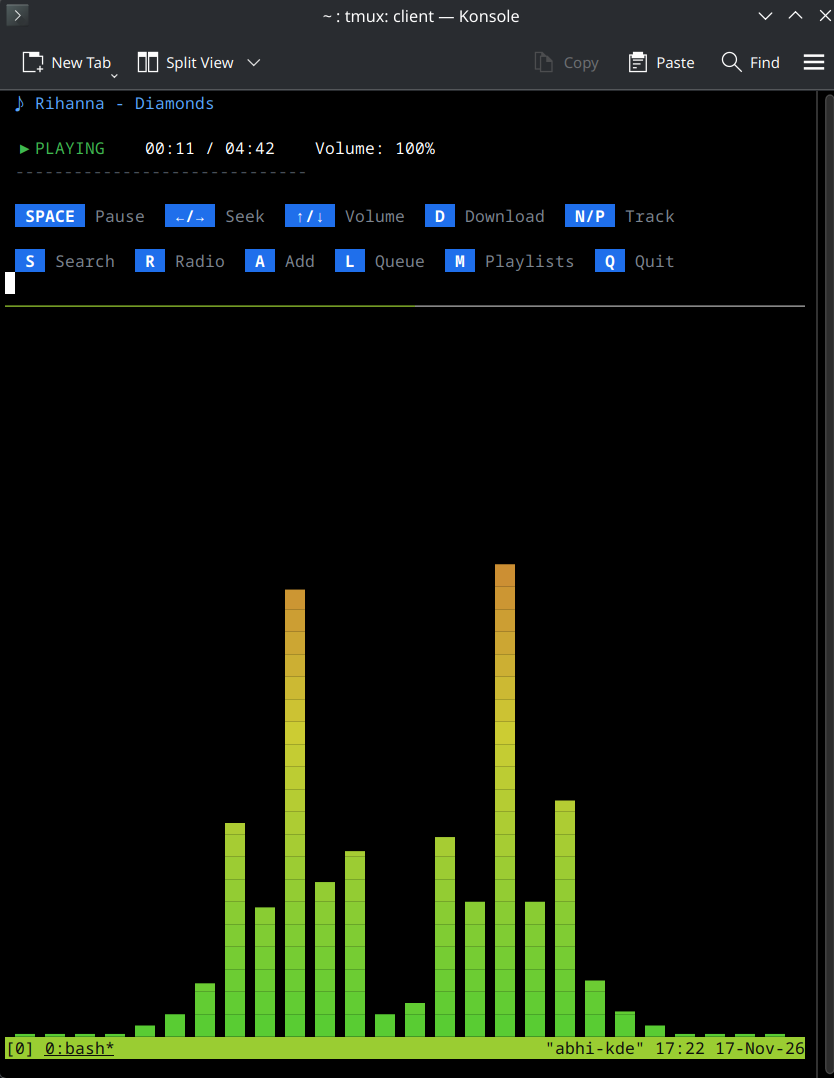 ~ : tmux: client — Konsole
New Tab Split View Copy Paste Find
♪ Rihanna - Diamonds
▶ PLAYING 00:11 / 04:42 Volume: 100%
-----------------------------
SPACE Pause ←/→ Seek ↑/↓ Volume D Download N/P Track
S Search R Radio A Add L Queue M Playlists Q Quit
[0] 0:bash* "abhi-kde" 17:22 17-Nov-26